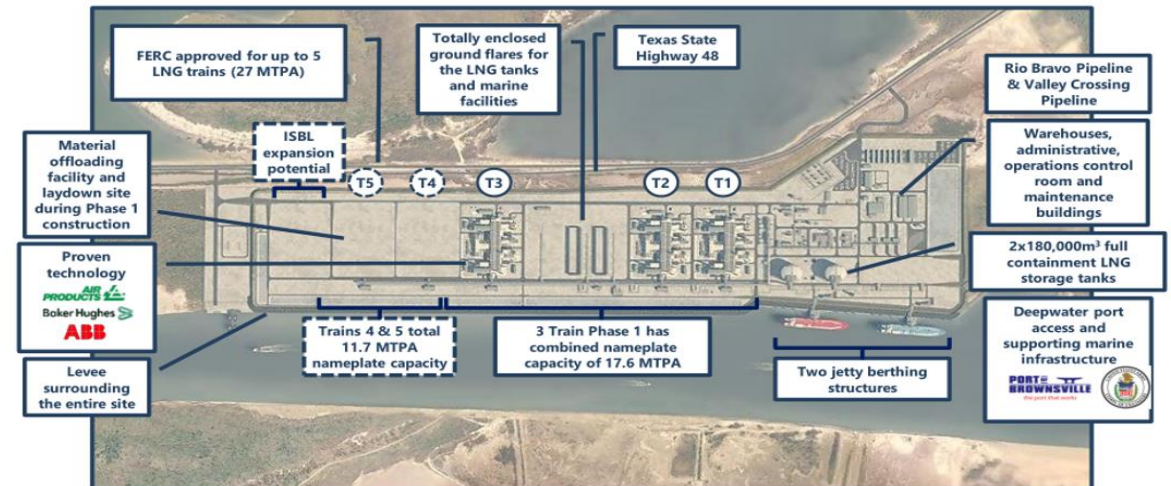 FERC approved for up to 5
LNG trains (27 MTPA)
Totally enclosed
ground flares for
the LNG tanks
and marine
facilities
Texas State
Highway 48
Rio Bravo Pipeline
& Valley Crossing
Pipeline
Material
offloading
facility and
laydown site
during Phase 1
construction
ISBL
expansion
potential
T5
T4
T3
T2
T1
Warehouses,
administrative,
operations control
room and
maintenance
buildings
Proven
technology
AIR
PRODUCTS
Baker Hughes
ABB
2x180,000m³ full
containment LNG
storage tanks
Levee
surrounding
the entire site
Trains 4 & 5 total
11.7 MTPA
nameplate capacity
3 Train Phase 1 has
combined nameplate
capacity of 17.6 MTPA
Two jetty berthing
structures
Deepwater port
access and
supporting marine
infrastructure
PORT OF
BROWNSVILLE
the port that works